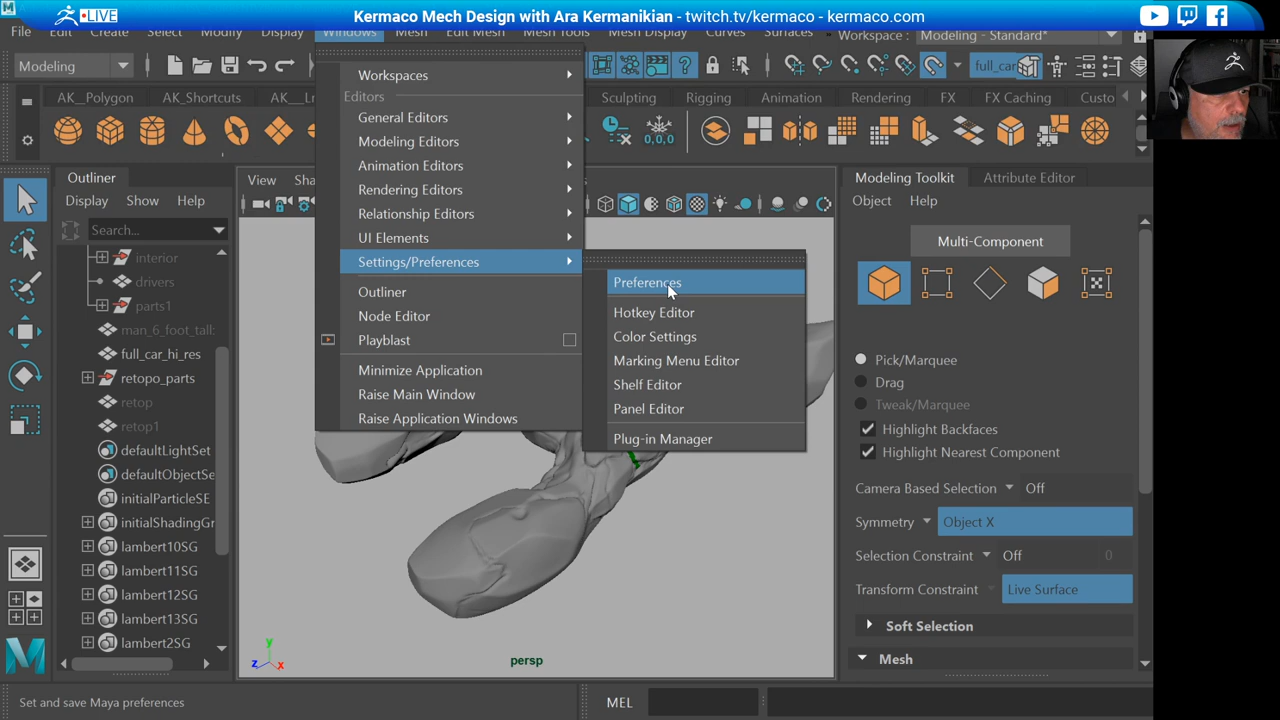 LIVE
Kermaco Mech Design with Ara Kermanikian - twitch.tv/kermaco - kermaco.com
File Edit Create Select Modify Display Windows Mesh Edit Mesh Mesh Tools Mesh Display Curves Surfaces Workspace : Modeling - Standard*
Modeling
full_car
AK__Polygon AK_Shortcuts Sculpting Rigging Animation Rendering FX FX Caching Custo
0,0,0
Workspaces
Editors
General Editors
Modeling Editors
Animation Editors
Rendering Editors
Relationship Editors
UI Elements
Settings/Preferences
Outliner
Node Editor
Playblast
Minimize Application
Raise Main Window
Raise Application Windows
Preferences
Hotkey Editor
Color Settings
Marking Menu Editor
Shelf Editor
Panel Editor
Plug-in Manager
Outliner
Display Show Help
Search...
interior
drivers
parts1
man_6_foot_tall
full_car_hi_res
retopo_parts
retop
retop1
defaultLightSet
defaultObjectSe
initialParticleSE
initialShadingGr
lambert10SG
lambert11SG
lambert12SG
lambert13SG
lambert2SG
View
persp
y
z
x
Modeling Toolkit Attribute Editor
Object Help
Multi-Component
Pick/Marquee
Drag
Tweak/Marquee
Highlight Backfaces
Highlight Nearest Component
Camera Based Selection Off
Symmetry Object X
Selection Constraint Off 0
Transform Constraint Live Surface
Soft Selection
Mesh
Set and save Maya preferences
MEL